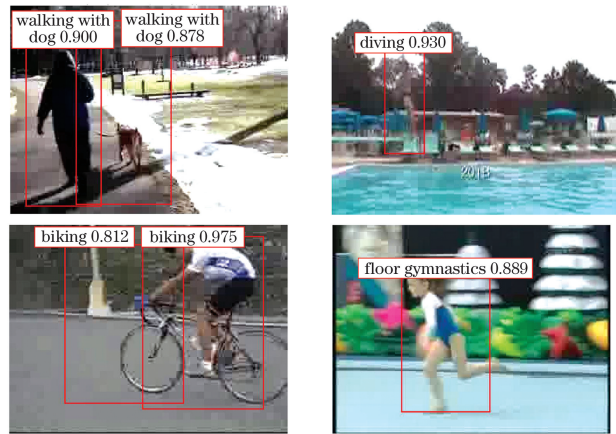 walking with
dog 0.900
walking with
dog 0.878
diving 0.930
2013
biking 0.812
biking 0.975
floor gymnastics 0.889